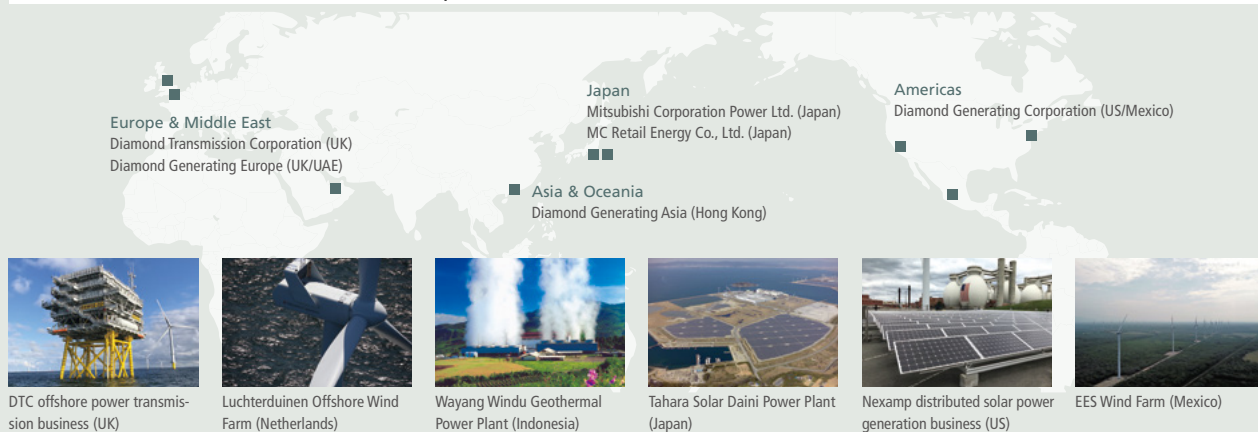 Europe & Middle East
Diamond Transmission Corporation (UK)
Diamond Generating Europe (UK/UAE)
Japan
Mitsubishi Corporation Power Ltd. (Japan)
MC Retail Energy Co., Ltd. (Japan)
Asia & Oceania
Diamond Generating Asia (Hong Kong)
Americas
Diamond Generating Corporation (US/Mexico)
DTC offshore power transmis-
sion business (UK)
Luchterduinen Offshore Wind
Farm (Netherlands)
Wayang Windu Geothermal
Power Plant (Indonesia)
Tahara Solar Daini Power Plant
(Japan)
Nexamp distributed solar power
generation business (US)
EES Wind Farm (Mexico)